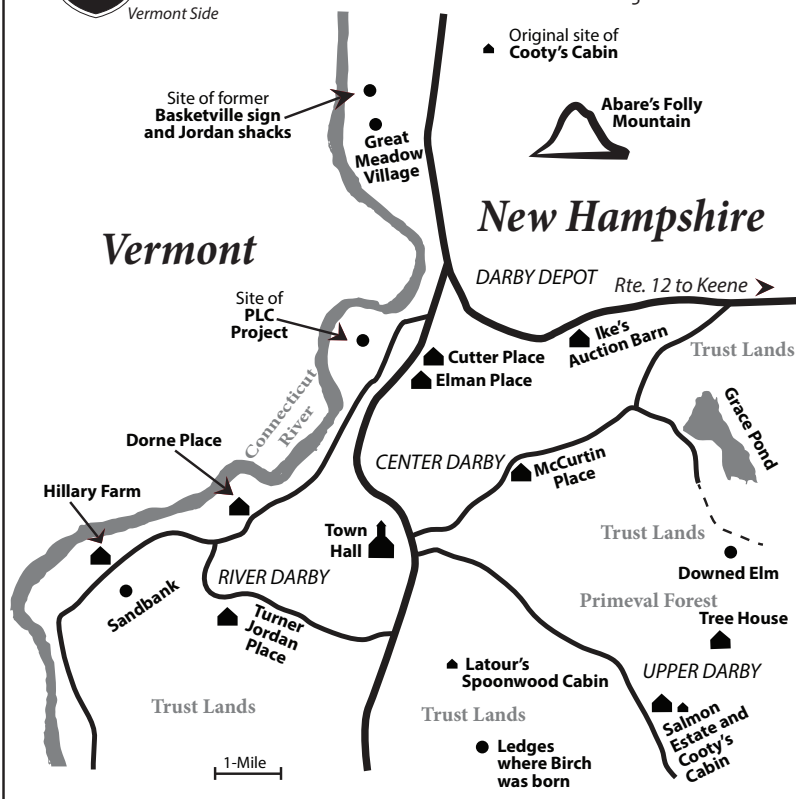 Vermont Side
Original site of
Cooty's Cabin
Site of former
Basketville sign
and Jordan shacks
Abare's Folly
Mountain
Great
Meadow
Village
New Hampshire
Vermont
DARBY DEPOT
Rte. 12 to Keene
Site of
PLC
Project
Ike's
Auction Barn
Trust Lands
Cutter Place
Elman Place
Connecticut
River
Grace Pond
Dorne Place
CENTER DARBY
McCurtin
Place
Hillary Farm
Town
Hall
Trust Lands
Downed Elm
RIVER DARBY
Sandbank
Primeval Forest
Turner
Jordan
Place
Tree House
Latour's
Spoonwood Cabin
UPPER DARBY
Trust Lands
Trust Lands
Salmon
Estate and
Cooty's
Cabin
Ledges
where Birch
was born
1-Mile